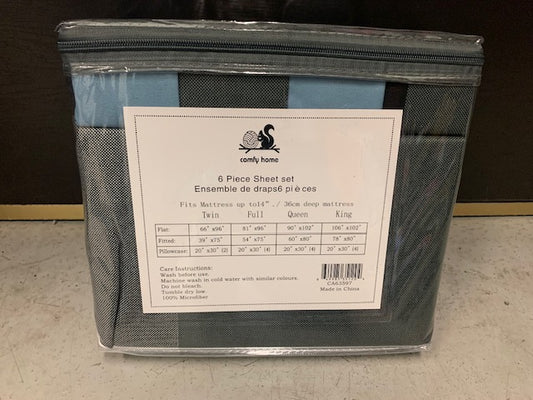 comfy home
6 Piece Sheet set
Ensemble de draps6 pièces
Fits Mattress up to14"./ 36cm deep mattress
Twin Full Queen King
Flat: 66"x96" 81"x96" 90"x102" 106"x102"
Fitted: 39"x75" 54"x75" 60"x80" 78"x80"
Pillowcase: 20"x30"(2) 20"x30"(4) 20"x30"(4) 20"x30"(4)
Care Instructions:
Wash before use.
Machine wash in cold water with similar colours.
Do not bleach.
Tumble dry low.
100% Microfiber
CA63397
Made in China